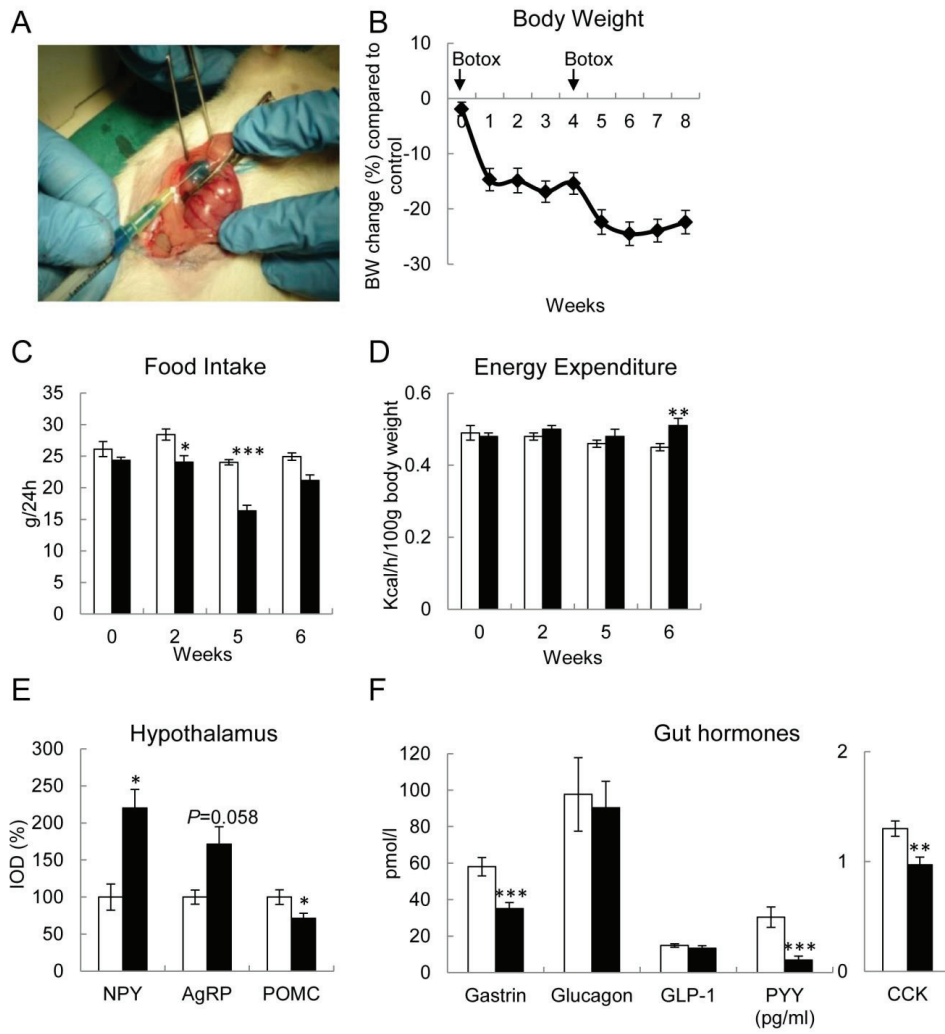 A
B
Body Weight
BW change (%) compared to
control
10
0
-10
-20
-30
Botox
Botox
0 1 2 3 4 5 6 7 8
Weeks
C
Food Intake
g/24h
35
30
25
20
15
10
5
0
* ***
0 2 5 6
Weeks
D
Energy Expenditure
Kcal/h/100g body weight
0.6
0.4
0.2
0
**
0 2 5 6
Weeks
E
Hypothalamus
IOD (%)
300
250
200
150
100
50
0
*
P=0.058
*
NPY AgRP POMC
F
Gut hormones
pmol/l
120
100
80
60
40
20
0
***
***
Gastrin Glucagon GLP-1 PYY
(pg/ml)
2
1
0
**
CCK